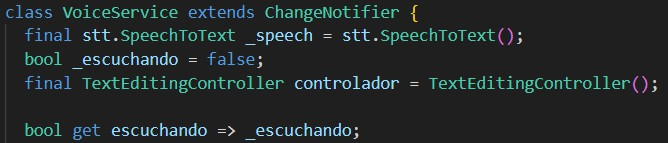 class VoiceService extends ChangeNotifier {
  final stt.SpeechToText _speech = stt.SpeechToText();
  bool _escuchando = false;
  final TextEditingController controlador = TextEditingController();

  bool get escuchando => _escuchando;